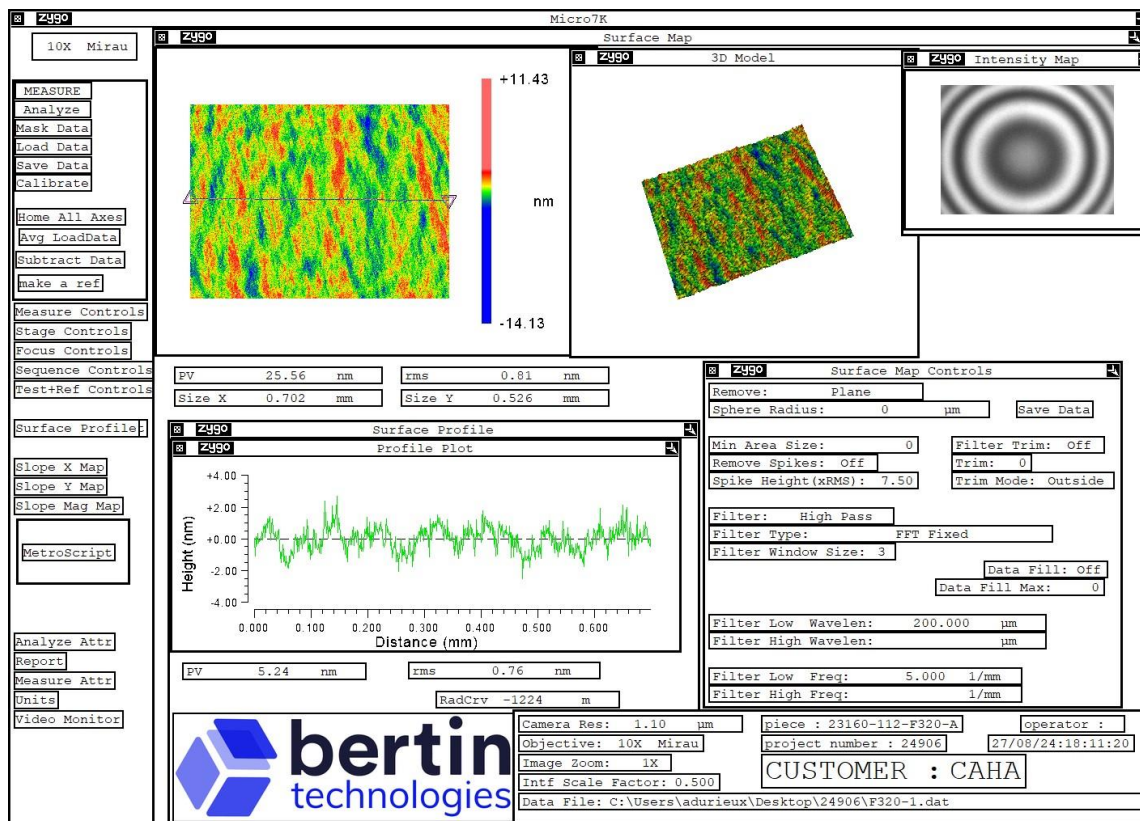 zygo Micro7K
10X Mirau
zygo Surface Map
zygo 3D Model
zygo Intensity Map
MEASURE
Analyze
Mask Data
Load Data
Save Data
Calibrate
Home All Axes
Avg LoadData
Subtract Data
make a ref
Measure Controls
Stage Controls
Focus Controls
Sequence Controls
Test+Ref Controls
Surface Profile
Slope X Map
Slope Y Map
Slope Mag Map
MetroScript
Analyze Attr
Report
Measure Attr
Units
Video Monitor
+11.43
nm
-14.13
PV 25.56 nm
rms 0.81 nm
Size X 0.702 mm
Size Y 0.526 mm
zygo Surface Profile
zygo Profile Plot
+4.00
+2.00
+0.00
-2.00
-4.00
Height (nm)
0.000 0.100 0.200 0.300 0.400 0.500 0.600
Distance (mm)
PV 5.24 nm
rms 0.76 nm
RadCrv -1224 m
zygo Surface Map Controls
Remove: Plane
Sphere Radius: 0 µm
Save Data
Min Area Size: 0
Filter Trim: Off
Remove Spikes: Off
Trim: 0
Spike Height(xRMS): 7.50
Trim Mode: Outside
Filter: High Pass
Filter Type: FFT Fixed
Filter Window Size: 3
Data Fill: Off
Data Fill Max: 0
Filter Low Wavelen: 200.000 µm
Filter High Wavelen: µm
Filter Low Freq: 5.000 1/mm
Filter High Freq: 1/mm
bertin
technologies
Camera Res: 1.10 µm
Objective: 10X Mirau
Image Zoom: 1X
Intf Scale Factor: 0.500
Data File: C:\Users\adurieux\Desktop\24906\F320-1.dat
piece : 23160-112-F320-A
operator :
project number : 24906
27/08/24:18:11:20
CUSTOMER : CAHA